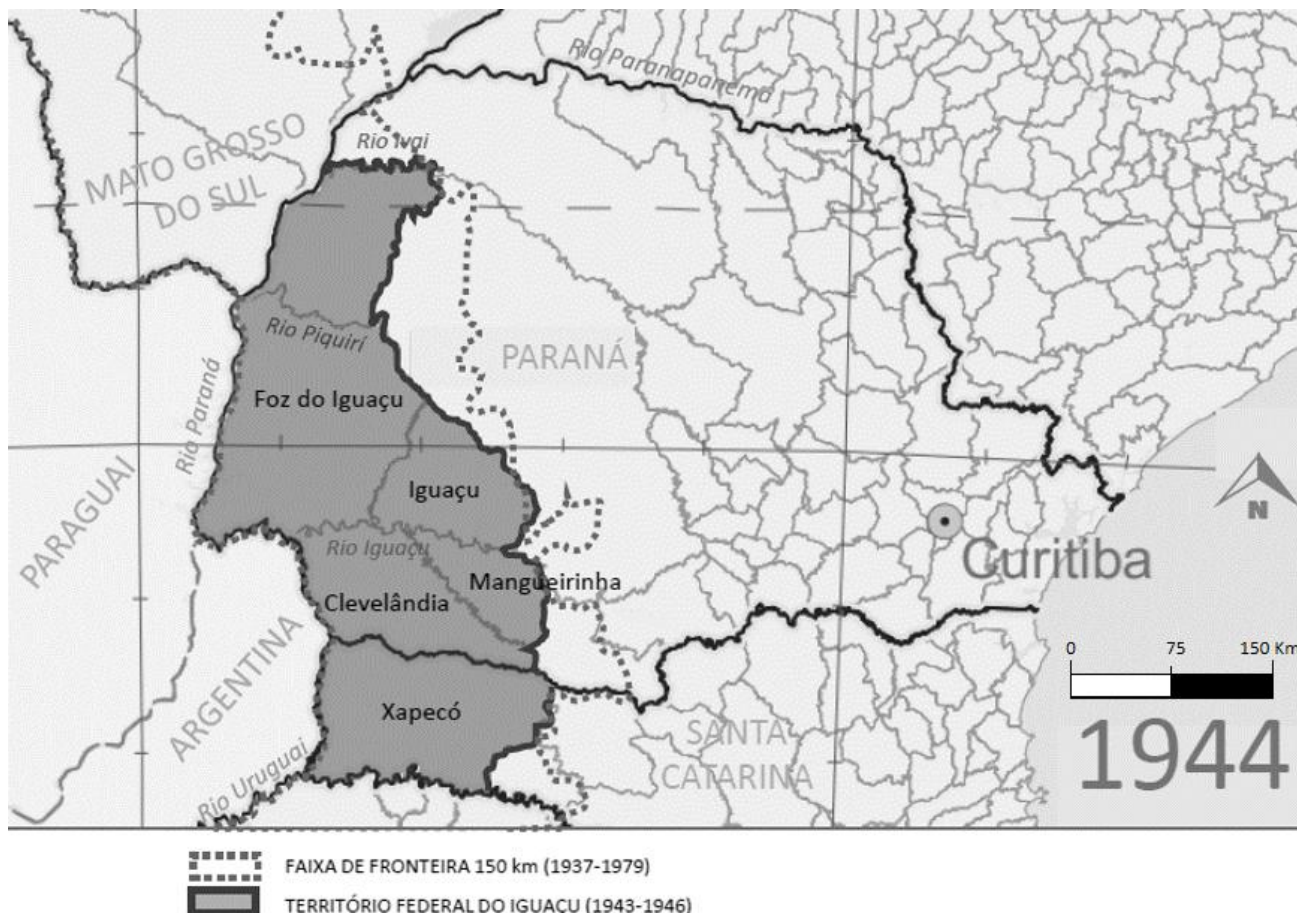 Rio Paranapanema
Rio Ivai
MATO GROSSO
DO SUL
Rio Piquirí
PARANÁ
Rio Paraná
Foz do Iguaçu
PARAGUAI
Iguaçu
N
Rio Iguaçu
Curitiba
Mangueirinha
Clevelândia
ARGENTINA
0 75 150 Km
Xapecó
SANTA
CATARINA
1944
Rio Uruguai
FAIXA DE FRONTEIRA 150 km (1937-1979)
TERRITÓRIO FEDERAL DO IGUAÇU (1943-1946)